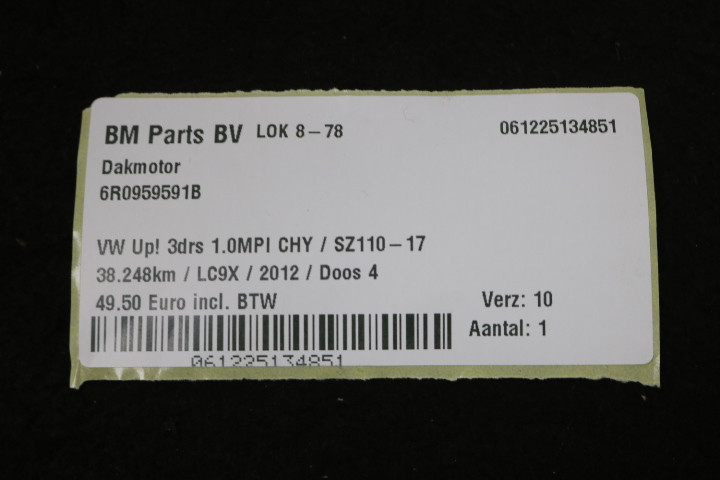 BM Parts BV LOK 8-78 061225134851
Dakmotor
6R0959591B
VW Up! 3drs 1.0MPI CHY / SZ110-17
38.248km / LC9X / 2012 / Doos 4
49.50 Euro incl. BTW Verz: 10
Aantal: 1
061225134851